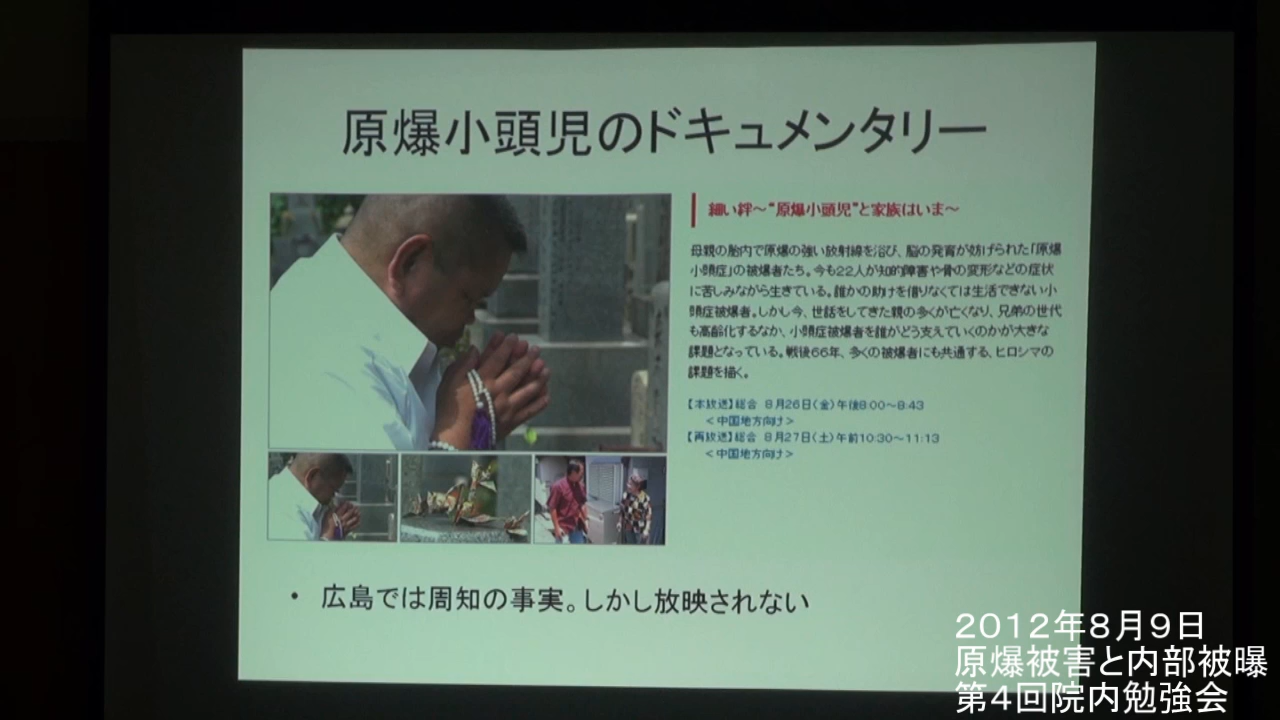 原爆小頭児のドキュメンタリー
細い絆～“原爆小頭児”と家族はいま～
母親の胎内で原爆の強い放射線を浴び、脳の発育が妨げられた「原爆
小頭症」の被爆者たち。今も22人が知的障害や骨の変形などの症状
に苦しみながら生きている。誰かの助けを借りなくては生活できない小
頭症被爆者。しかし今、世話をしてきた親の多くが亡くなり、兄弟の世代
も高齢化するなか、小頭症被爆者を誰がどう支えていくのかが大きな
課題となっている。戦後66年、多くの被爆者にも共通する、ヒロシマの
課題を描く。
【本放送】総合 8月26日(金)午後8:00～8:43
＜中国地方向け＞
【再放送】総合 8月27日(土)午前10:30～11:13
＜中国地方向け＞
・ 広島では周知の事実。しかし放映されない
２０１２年８月９日
原爆被害と内部被曝
第４回院内勉強会